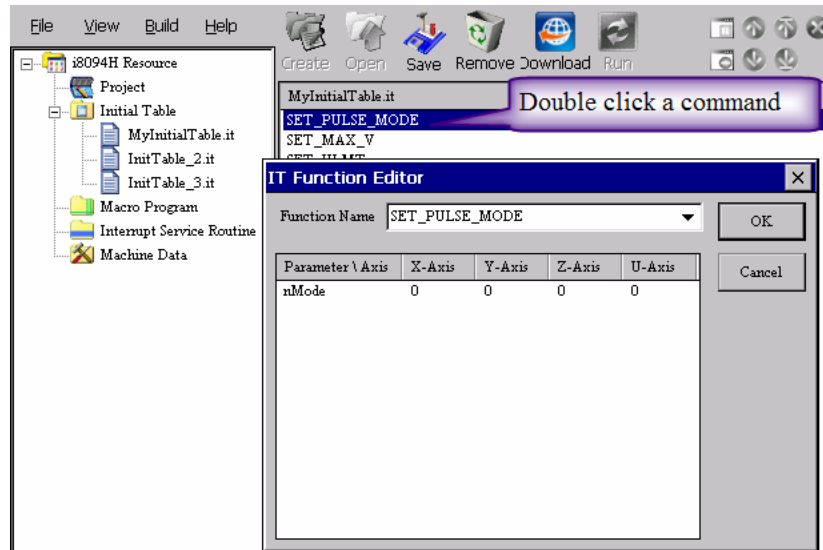 File View Build Help
Create Open Save Remove Download Run
i8094H Resource
Project
Initial Table
MyInitialTable.it
InitTable_2.it
InitTable_3.it
Macro Program
Interrupt Service Routine
Machine Data
MyInitialTable.it
Double click a command
SET_PULSE_MODE
SET_MAX_V
IT Function Editor
Function Name SET_PULSE_MODE OK
Cancel
Parameter \ Axis X-Axis Y-Axis Z-Axis U-Axis
nMode 0 0 0 0